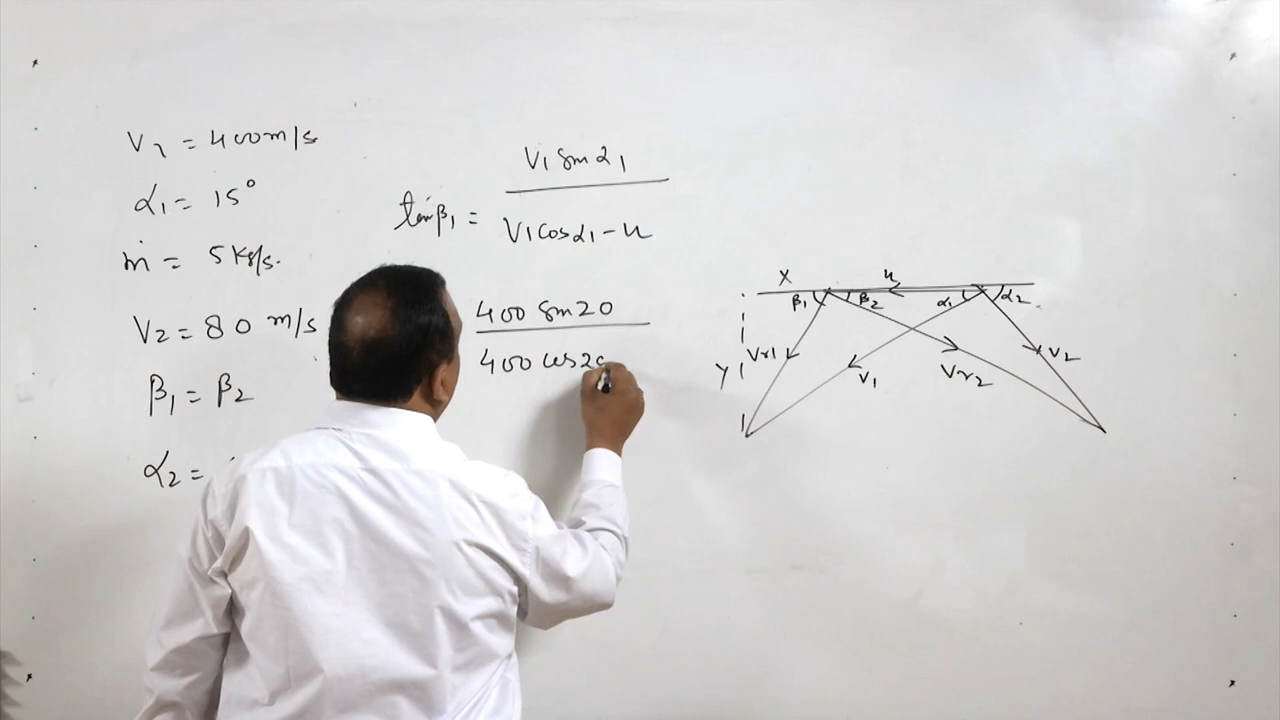 V1 = 400m/s
α1 = 15°
ṁ = 5 Kg/s.
V2 = 80 m/s
β1 = β2
α2 =
V1 Sin α1
tan β1 =
V1 cos α1 - u
400 Sin 20
400 cos 20
X u
β1 β2 α1 α2
Vr1 V1 Vr2 V2
Y